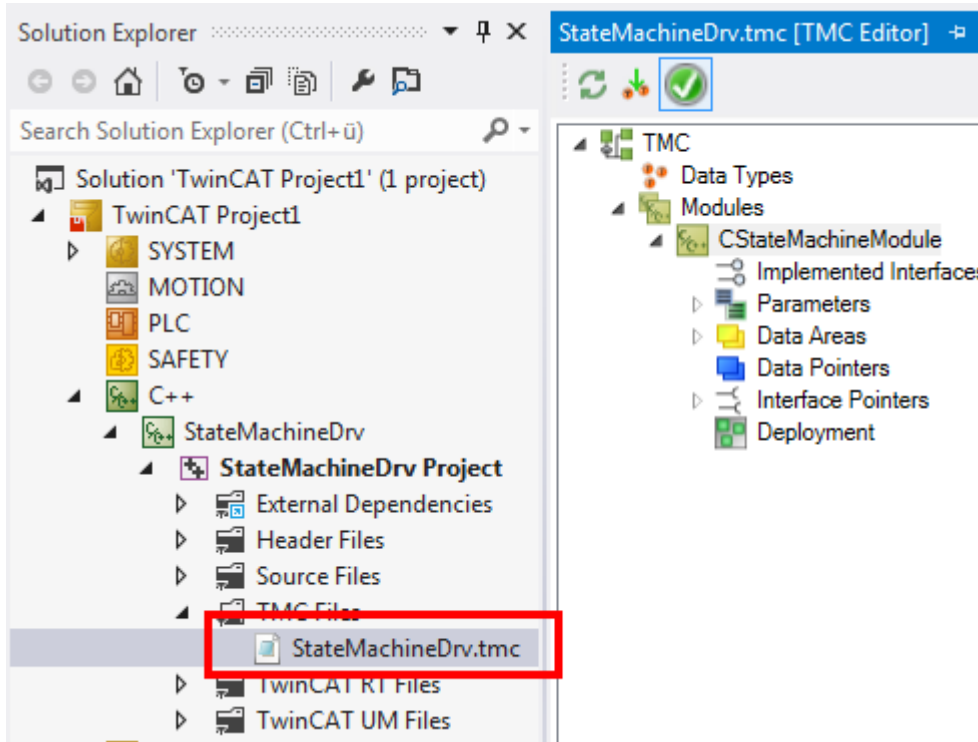 Solution Explorer
Search Solution Explorer (Ctrl+ü)
Solution 'TwinCAT Project1' (1 project)
TwinCAT Project1
SYSTEM
MOTION
PLC
SAFETY
C++
StateMachineDrv
StateMachineDrv Project
External Dependencies
Header Files
Source Files
TMC Files
StateMachineDrv.tmc
TwinCAT RT Files
TwinCAT UM Files
StateMachineDrv.tmc [TMC Editor]
TMC
Data Types
Modules
CStateMachineModule
Implemented Interfaces
Parameters
Data Areas
Data Pointers
Interface Pointers
Deployment